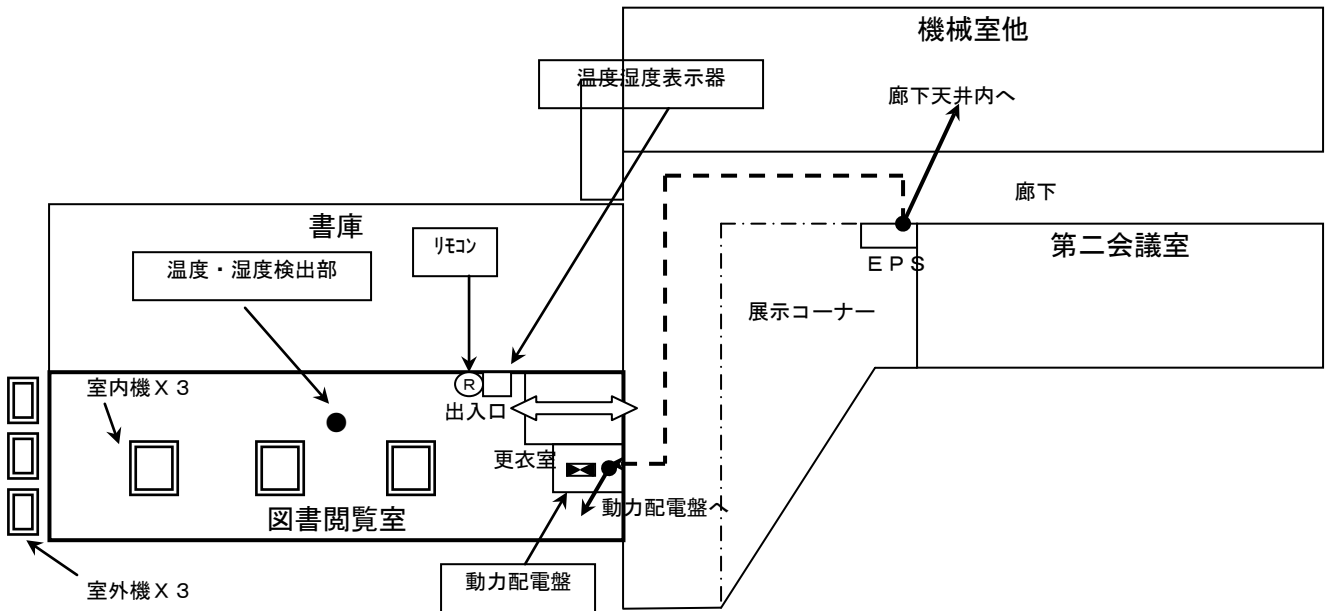 機械室他
温度湿度表示器
廊下天井内へ
廊下
書庫
リモコン
第二会議室
温度・湿度検出部
EPS
展示コーナー
室内機X3
R
出入口
更衣室
動力配電盤へ
図書閲覧室
動力配電盤
室外機X3